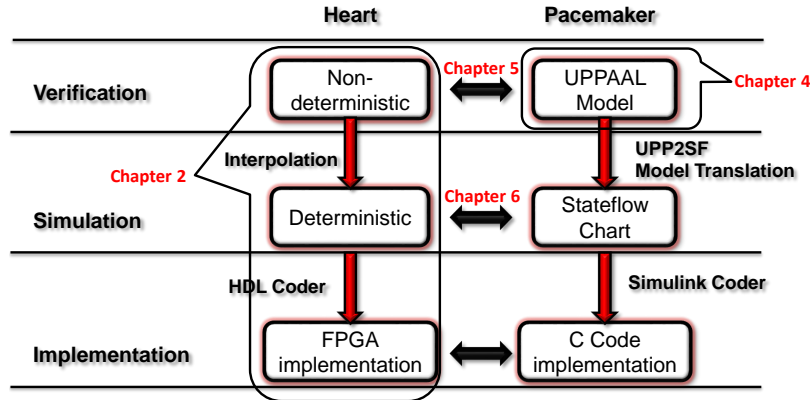 Heart
Pacemaker
Verification
Non-
deterministic
Chapter 5
UPPAAL
Model
Chapter 4
Interpolation
UPP2SF
Model Translation
Chapter 2
Simulation
Deterministic
Chapter 6
Stateflow
Chart
HDL Coder
Simulink Coder
Implementation
FPGA
implementation
C Code
implementation